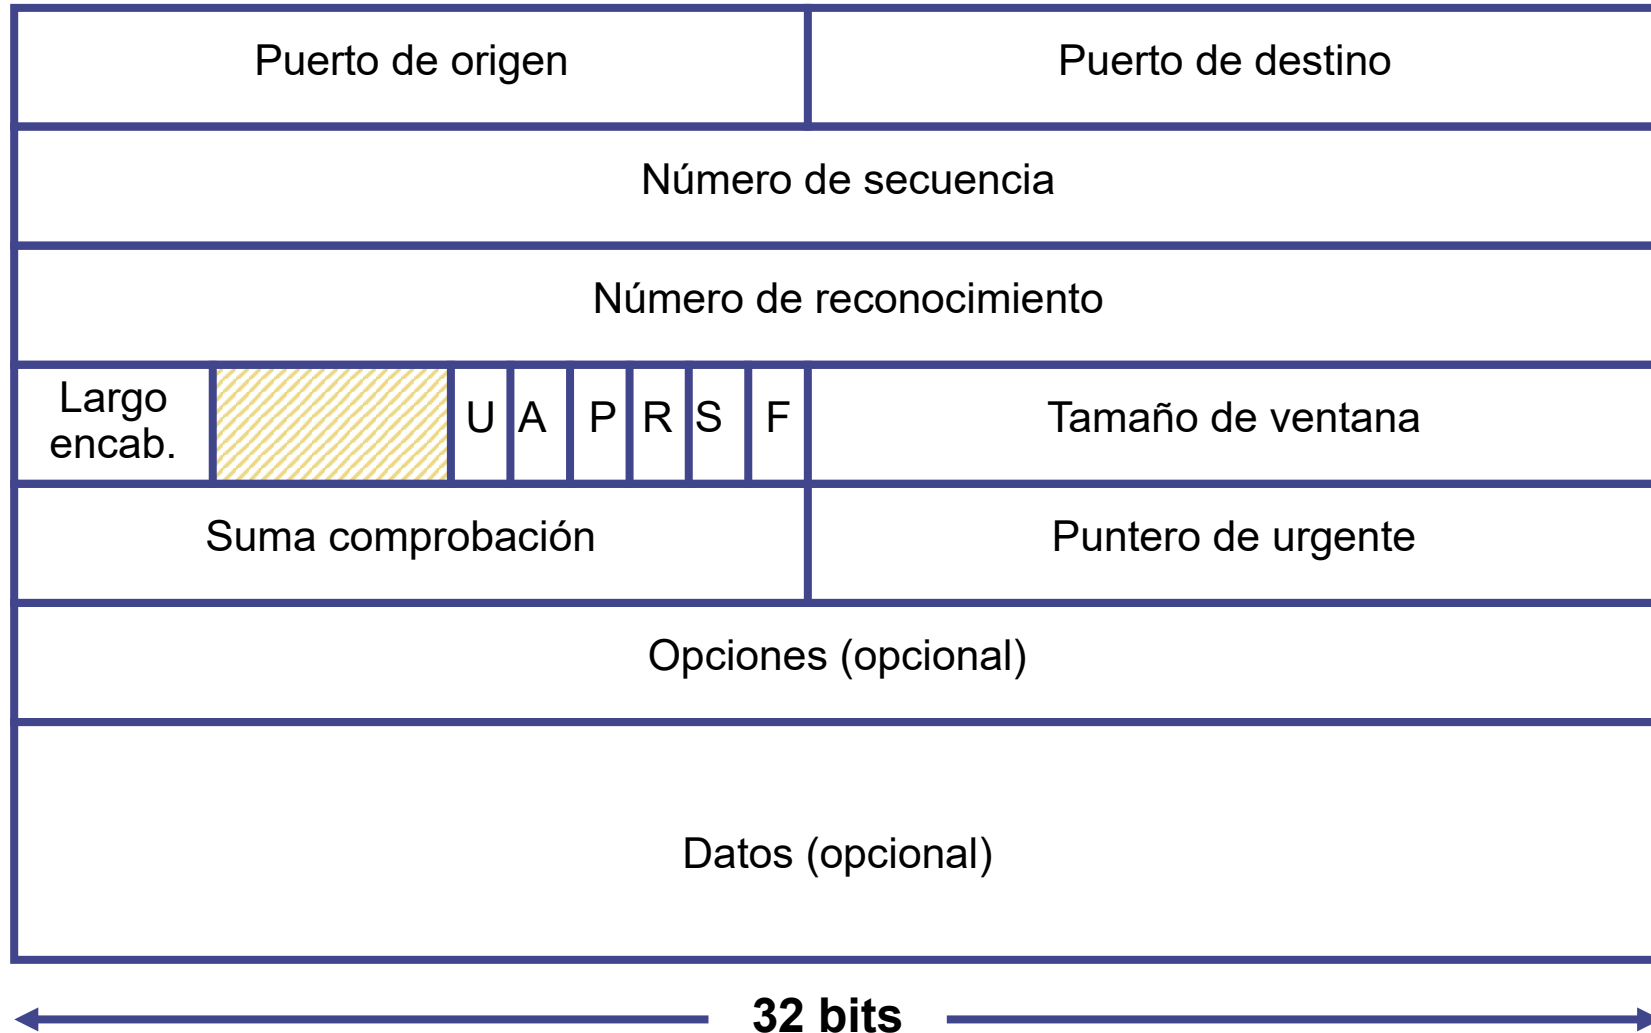 Puerto de origen
Puerto de destino
Número de secuencia
Número de reconocimiento
Largo
encab.
U
A
P
R
S
F
Tamaño de ventana
Suma comprobación
Puntero de urgente
Opciones (opcional)
Datos (opcional)
32 bits